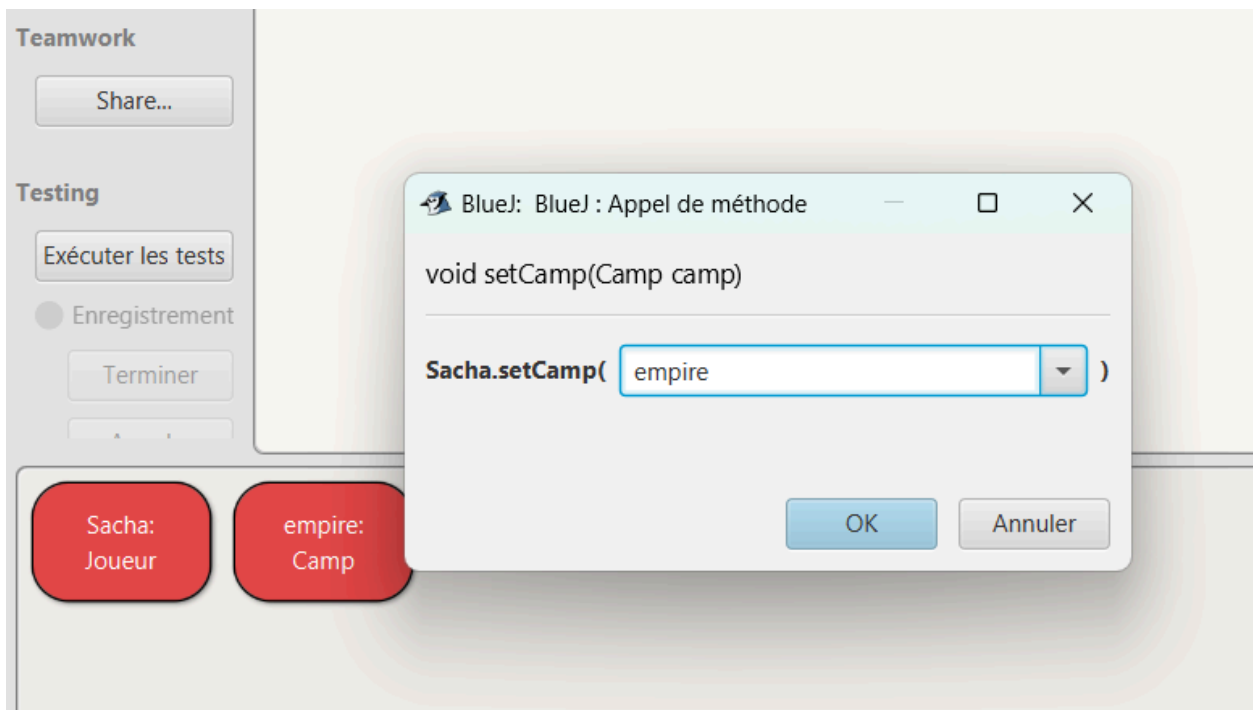 Teamwork
Share...
Testing
Exécuter les tests
Enregistrement
Terminer
BlueJ: BlueJ : Appel de méthode
void setCamp(Camp camp)
Sacha.setCamp( empire )
OK Annuler
Sacha:
Joueur
empire:
Camp